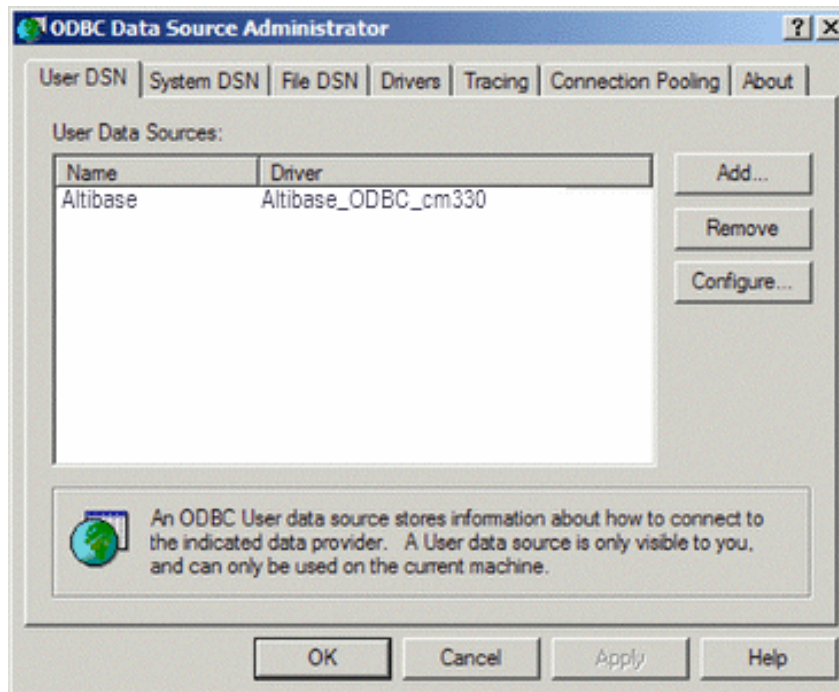 ODBC Data Source Administrator
User DSN System DSN File DSN Drivers Tracing Connection Pooling About
User Data Sources:
Name Driver
Altibase Altibase_ODBC_cm330
Add...
Remove
Configure...
An ODBC User data source stores information about how to connect to
the indicated data provider. A User data source is only visible to you,
and can only be used on the current machine.
OK Cancel Apply Help